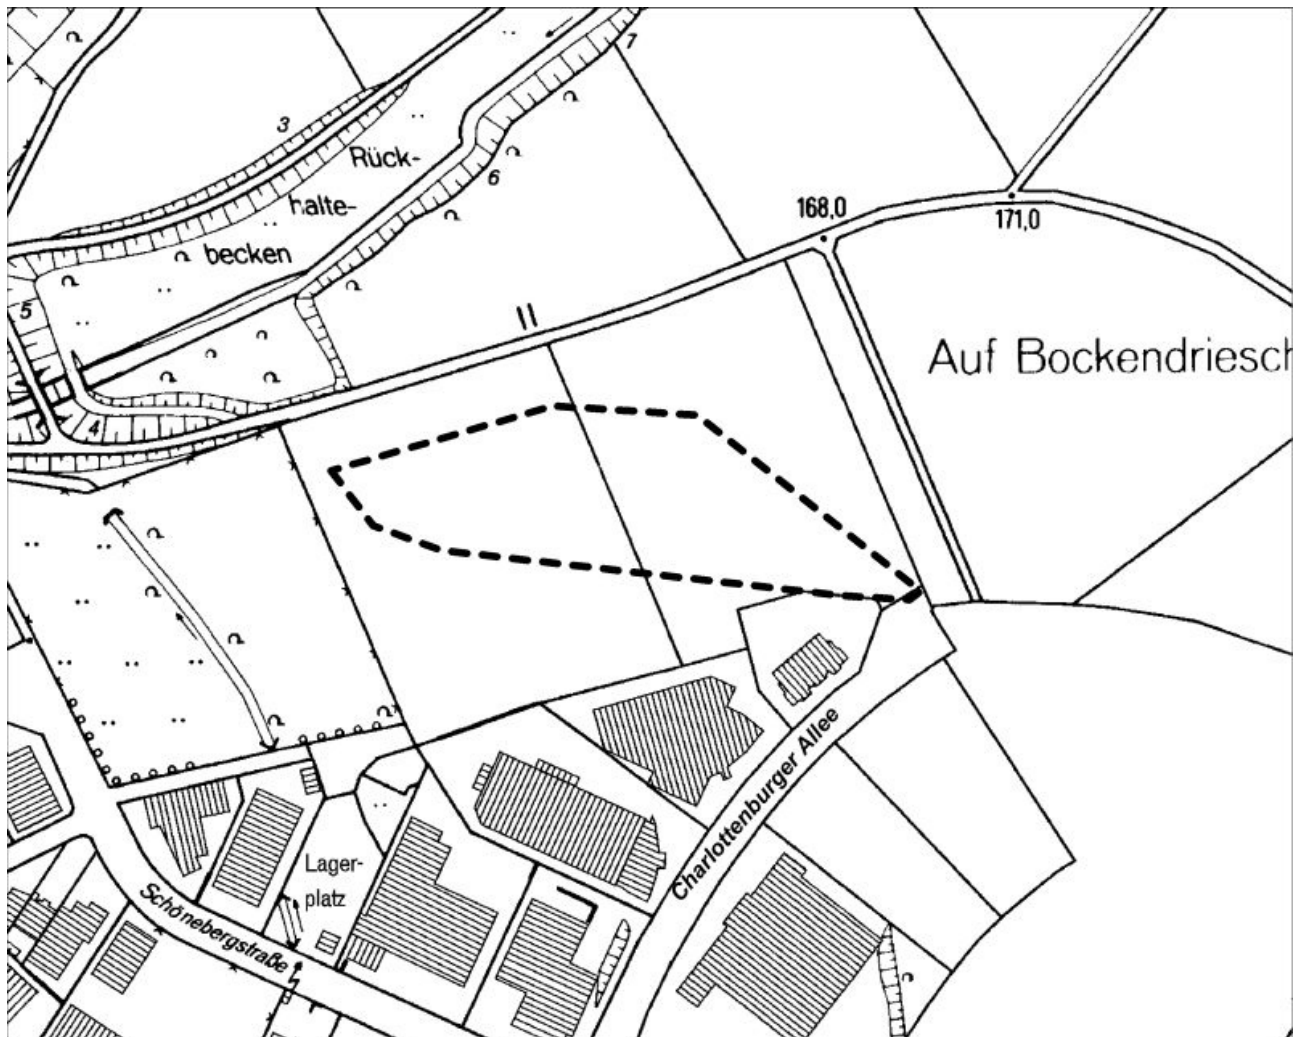 7
3
Rück-
6
halte-
168,0
171,0
becken
5
Auf Bockendriesch
4
Charlottenburger Allee
Lager-
platz
Schönebergstraße